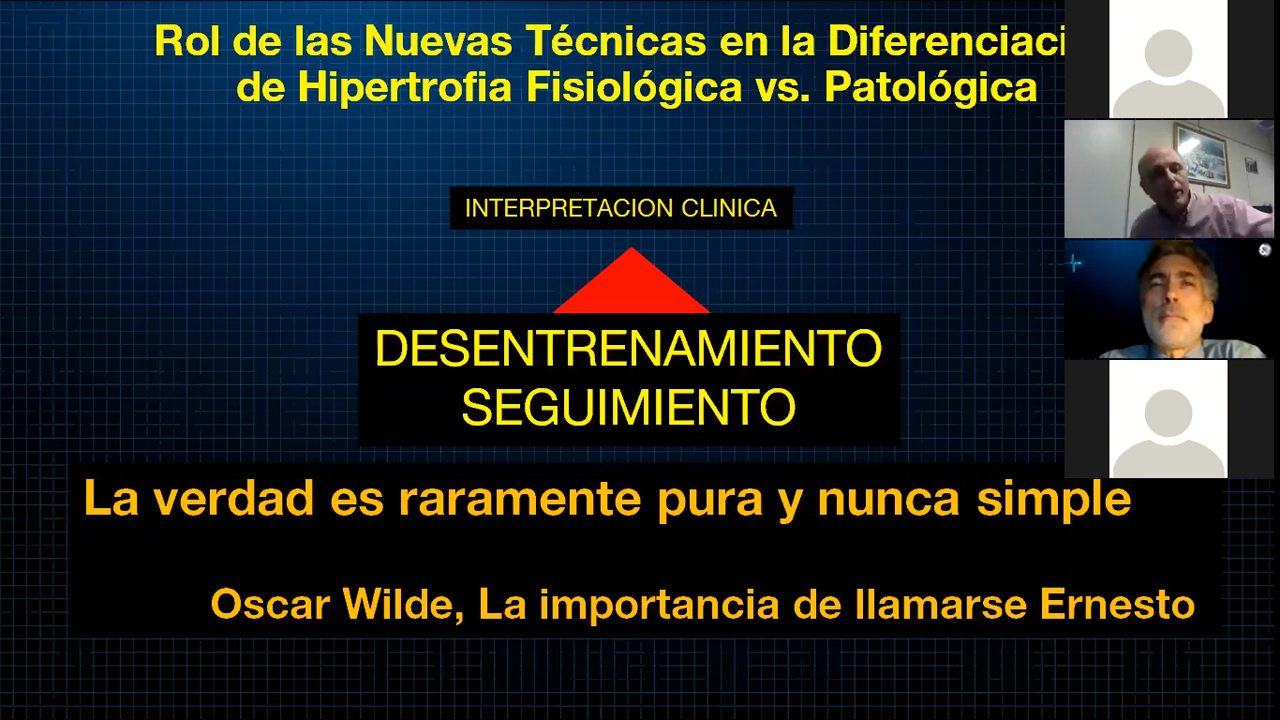 Rol de las Nuevas Técnicas en la Diferenciaci
de Hipertrofia Fisiológica vs. Patológica
INTERPRETACION CLINICA
DESENTRENAMIENTO
SEGUIMIENTO
La verdad es raramente pura y nunca simple
Oscar Wilde, La importancia de llamarse Ernesto